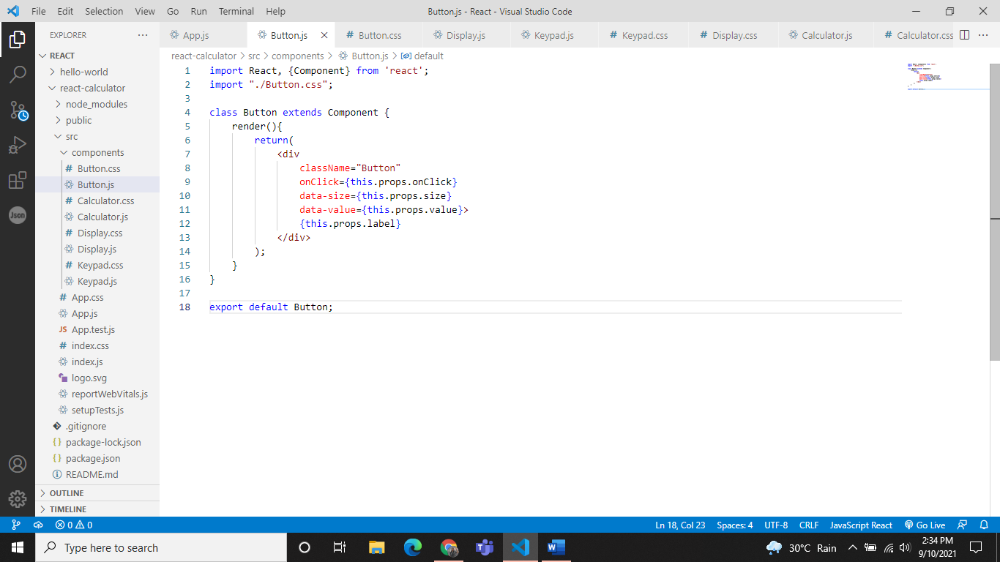 File Edit Selection View Go Run Terminal Help Button.js - React - Visual Studio Code
EXPLORER
App.js Button.js Button.css Display.js Keypad.js Keypad.css Display.css Calculator.js Calculator.css
REACT
hello-world
react-calculator
node_modules
public
src
components
Button.css
Button.js
Calculator.css
Calculator.js
Display.css
Display.js
Keypad.css
Keypad.js
App.css
App.js
JS App.test.js
index.css
index.js
logo.svg
reportWebVitals.js
setupTests.js
.gitignore
package-lock.json
package.json
README.md
OUTLINE
TIMELINE
Json
react-calculator > src > components > Button.js > default
1 import React, {Component} from 'react';
2 import "./Button.css";
3
4 class Button extends Component {
5 render(){
6 return(
7 <div
8 className="Button"
9 onClick={this.props.onClick}
10 data-size={this.props.size}
11 data-value={this.props.value}>
12 {this.props.label}
13 </div>
14 );
15 }
16 }
17
18 export default Button;
0 0 Ln 18, Col 23 Spaces: 4 UTF-8 CRLF JavaScript React Go Live
Type here to search 30°C Rain 2:34 PM
9/10/2021